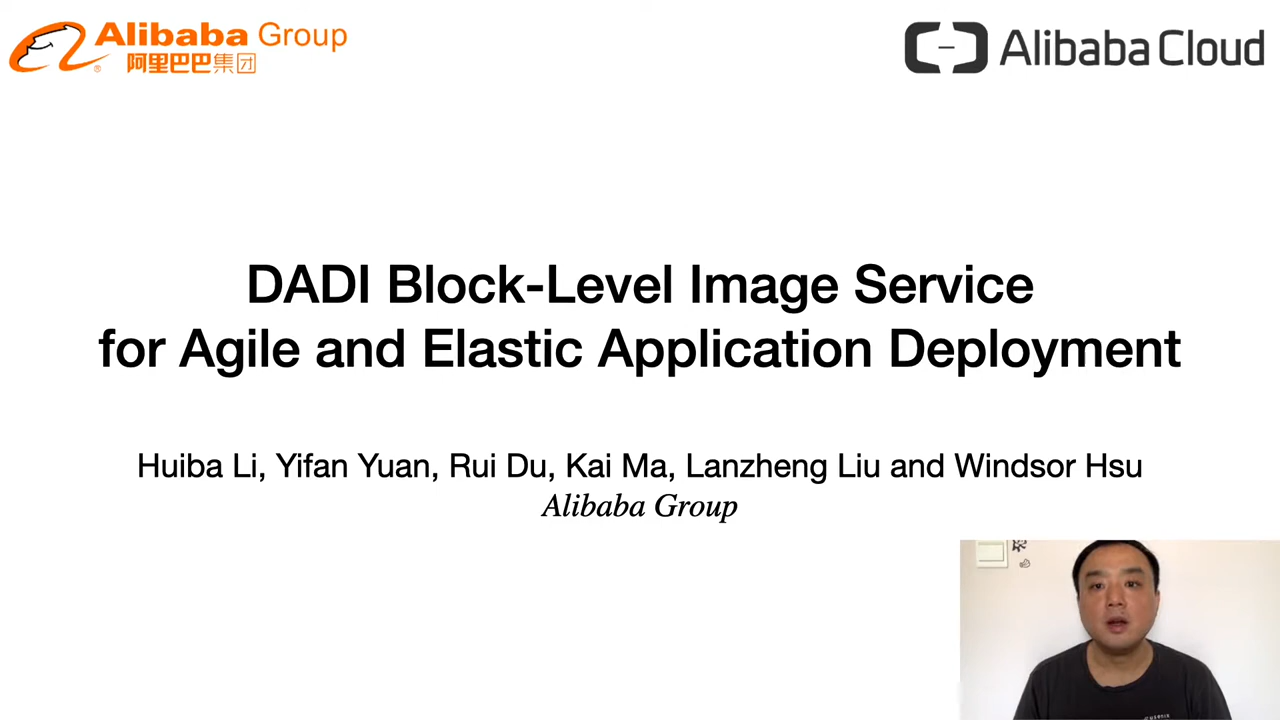 Alibaba Group
阿里巴巴集团
Alibaba Cloud
DADI Block-Level Image Service
for Agile and Elastic Application Deployment
Huiba Li, Yifan Yuan, Rui Du, Kai Ma, Lanzheng Liu and Windsor Hsu
Alibaba Group